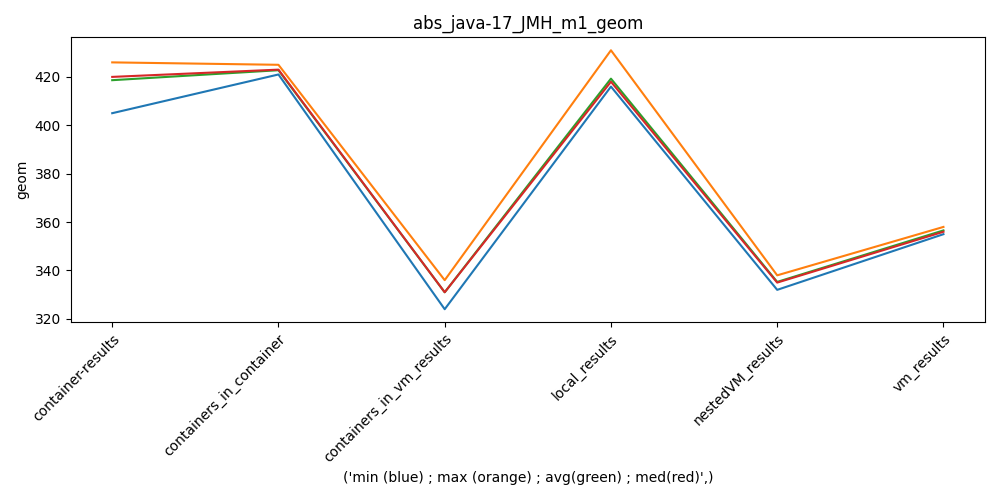 abs_java-17_JMH_m1_geom
geom
420
400
380
360
340
320
container-results
containers_in_container
containers_in_vm_results
local_results
nestedVM_results
vm_results
('min (blue) ; max (orange) ; avg(green) ; med(red)',)